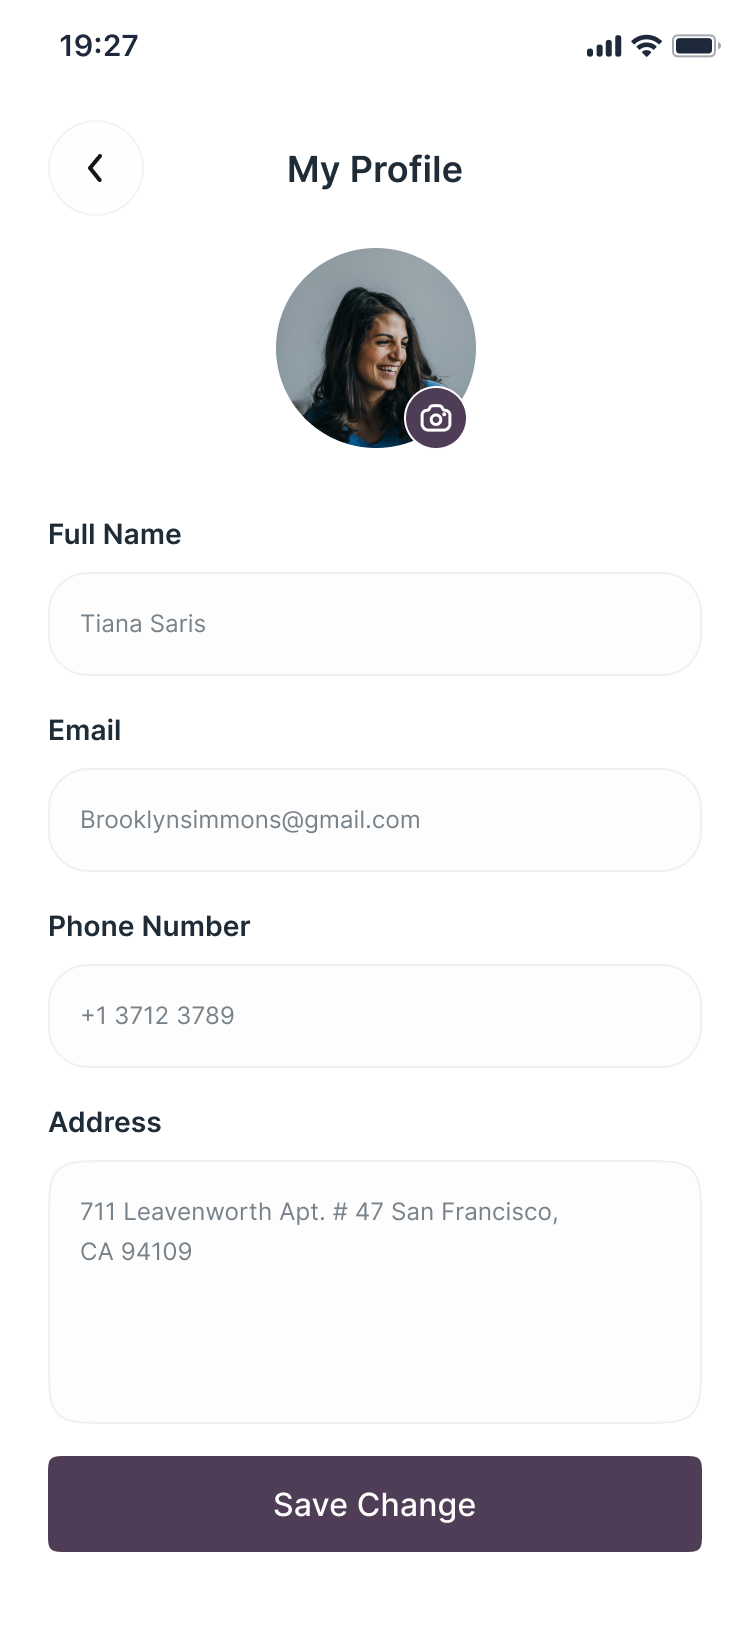 19:27
My Profile
Full Name
Tiana Saris
Email
Brooklynsimmons@gmail.com
Phone Number
+1 3712 3789
Address
711 Leavenworth Apt. # 47 San Francisco,
CA 94109
Save Change